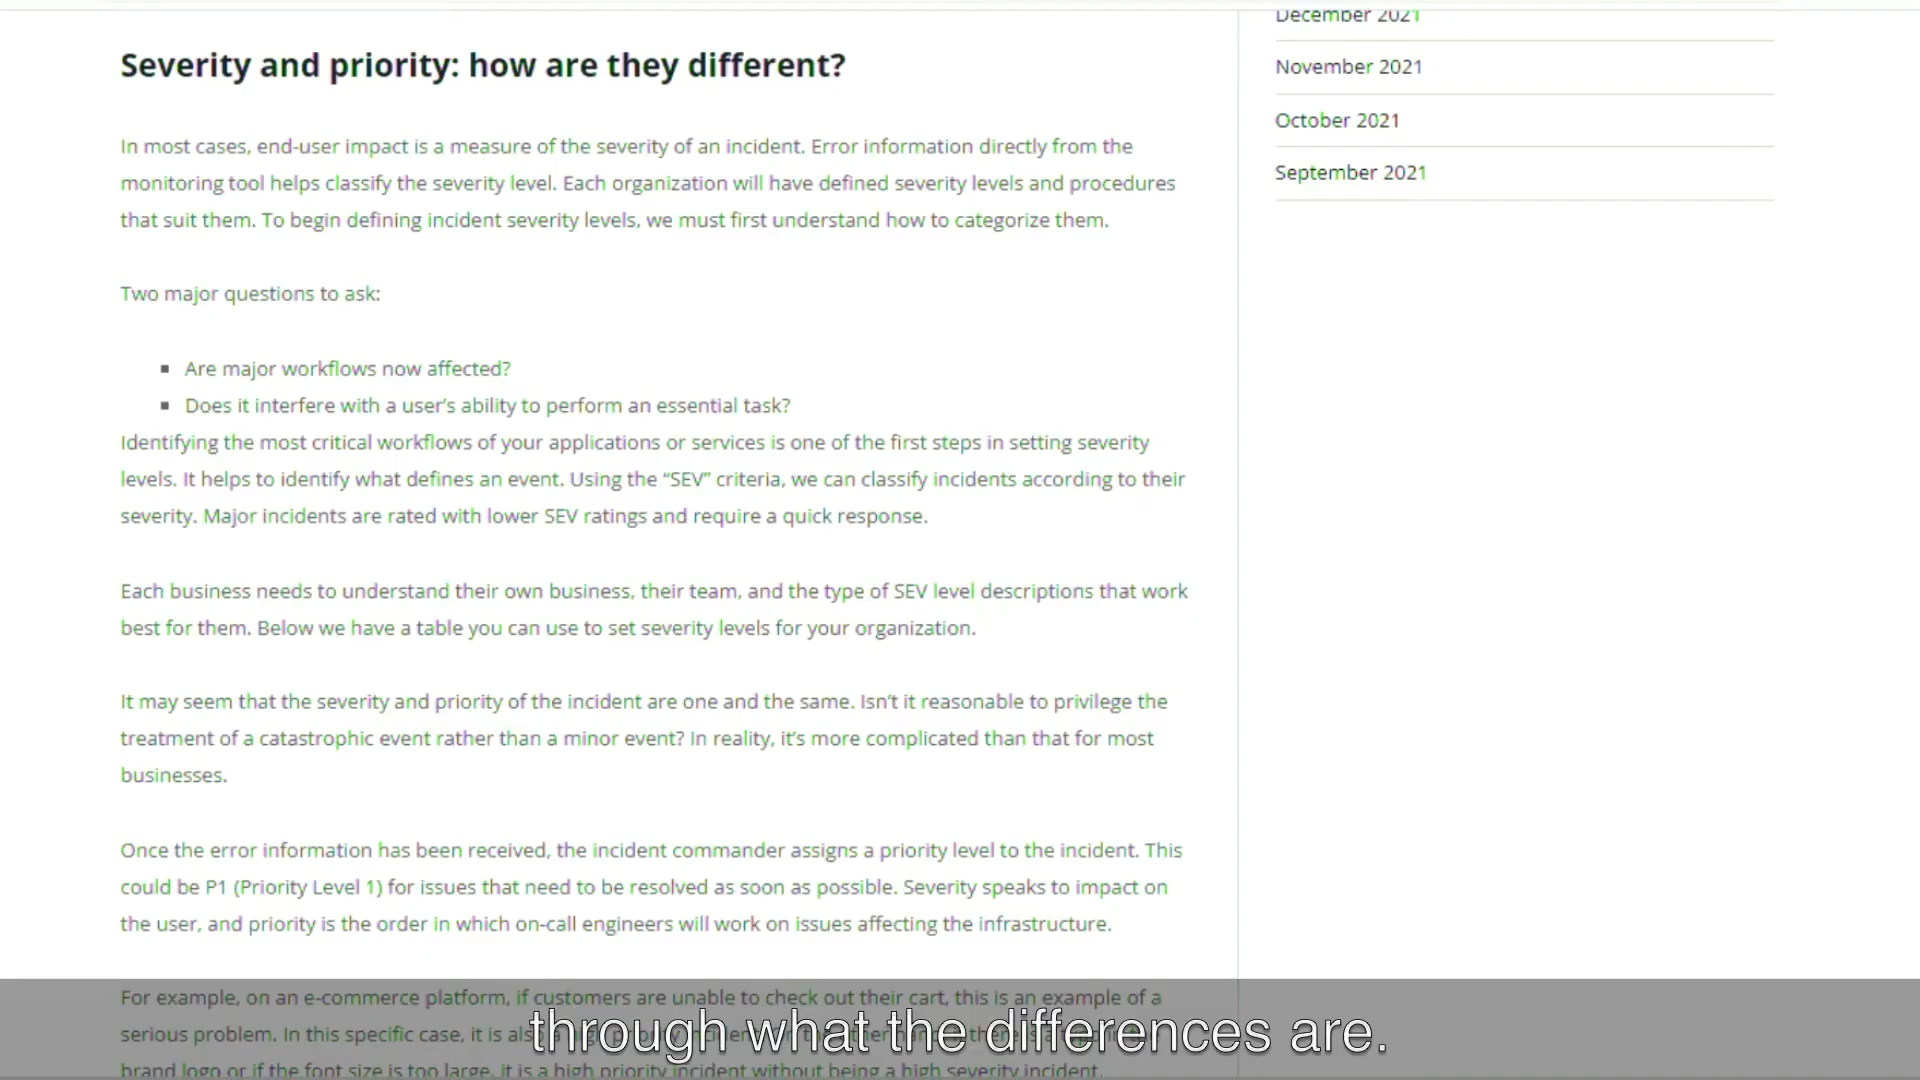 December 2021
Severity and priority: how are they different?
November 2021
October 2021
September 2021
In most cases, end-user impact is a measure of the severity of an incident. Error information directly from the
monitoring tool helps classify the severity level. Each organization will have defined severity levels and procedures
that suit them. To begin defining incident severity levels, we must first understand how to categorize them.
Two major questions to ask:
Are major workflows now affected?
Does it interfere with a user's ability to perform an essential task?
Identifying the most critical workflows of your applications or services is one of the first steps in setting severity
levels. It helps to identify what defines an event. Using the “SEV” criteria, we can classify incidents according to their
severity. Major incidents are rated with lower SEV ratings and require a quick response.
Each business needs to understand their own business, their team, and the type of SEV level descriptions that work
best for them. Below we have a table you can use to set severity levels for your organization.
It may seem that the severity and priority of the incident are one and the same. Isn't it reasonable to privilege the
treatment of a catastrophic event rather than a minor event? In reality, it's more complicated than that for most
businesses.
Once the error information has been received, the incident commander assigns a priority level to the incident. This
could be P1 (Priority Level 1) for issues that need to be resolved as soon as possible. Severity speaks to impact on
the user, and priority is the order in which on-call engineers will work on issues affecting the infrastructure.
For example, on an e-commerce platform, if customers are unable to check out their cart, this is an example of a
serious problem. In this specific case, it is also
through what the differences are.
brand logo or if the font size is too large, it is a high priority incident without being a high severity incident.